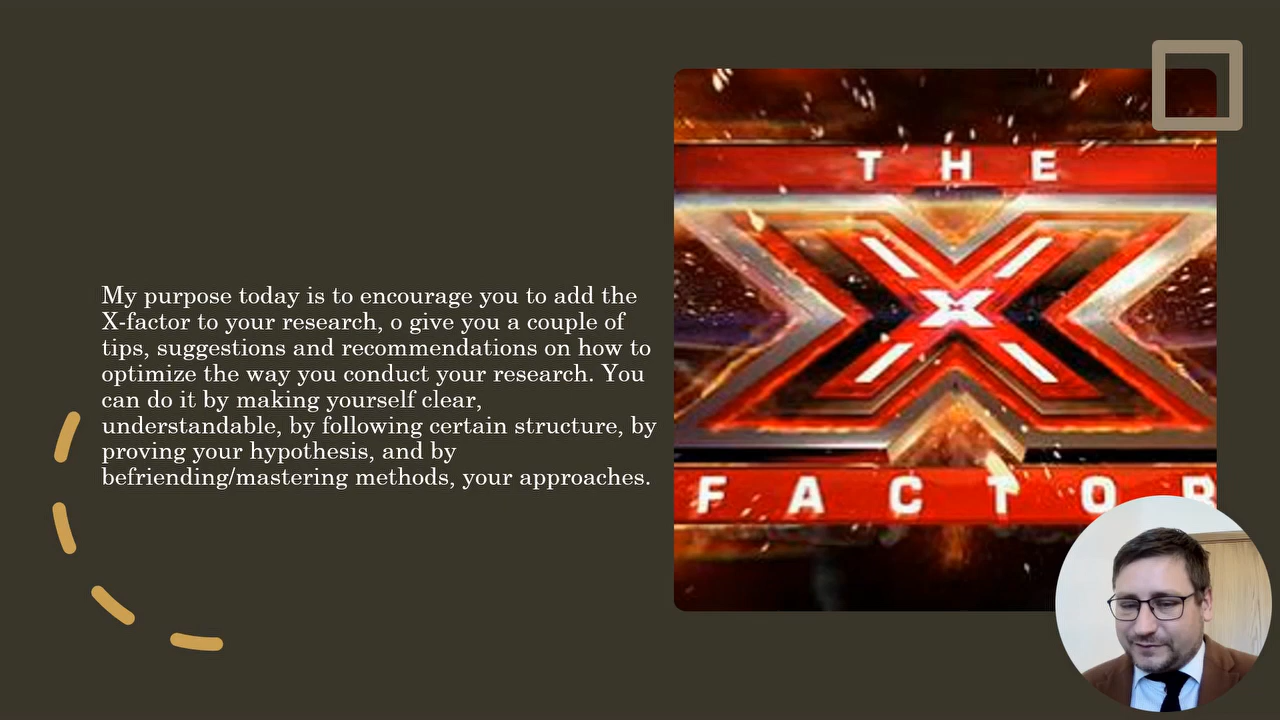 My purpose today is to encourage you to add the
X-factor to your research, o give you a couple of
tips, suggestions and recommendations on how to
optimize the way you conduct your research. You
can do it by making yourself clear,
understandable, by following certain structure, by
proving your hypothesis, and by
befriending/mastering methods, your approaches.
THE
X
FACTOR